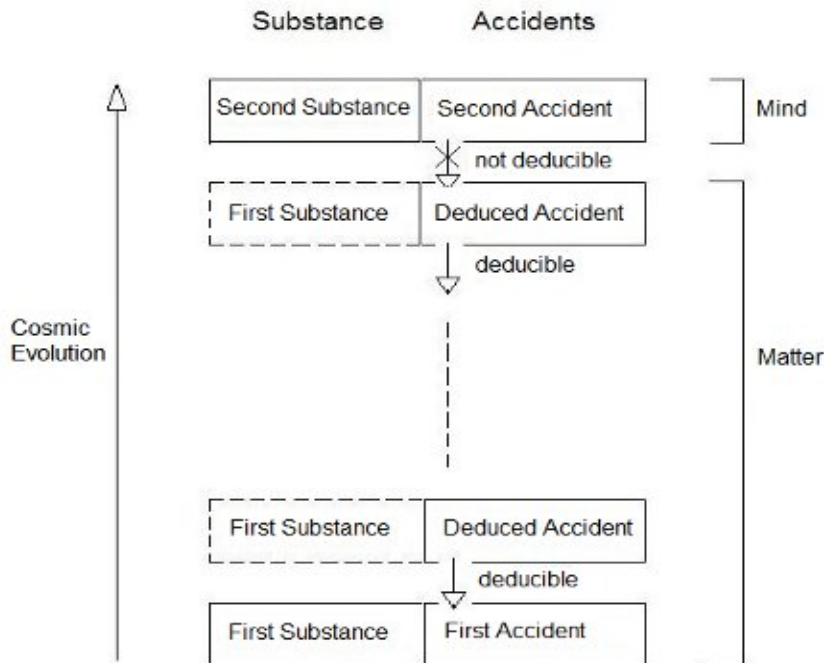 Substance Accidents
Second Substance Second Accident Mind
not deducible
First Substance Deduced Accident
deducible
Cosmic
Evolution
Matter
First Substance Deduced Accident
deducible
First Substance First Accident